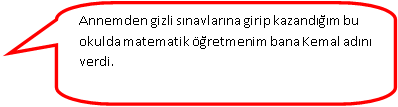 Annemden gizli sınavlarına girip kazandığım bu
okulda matematik öğretmenim bana Kemal adını
verdi.